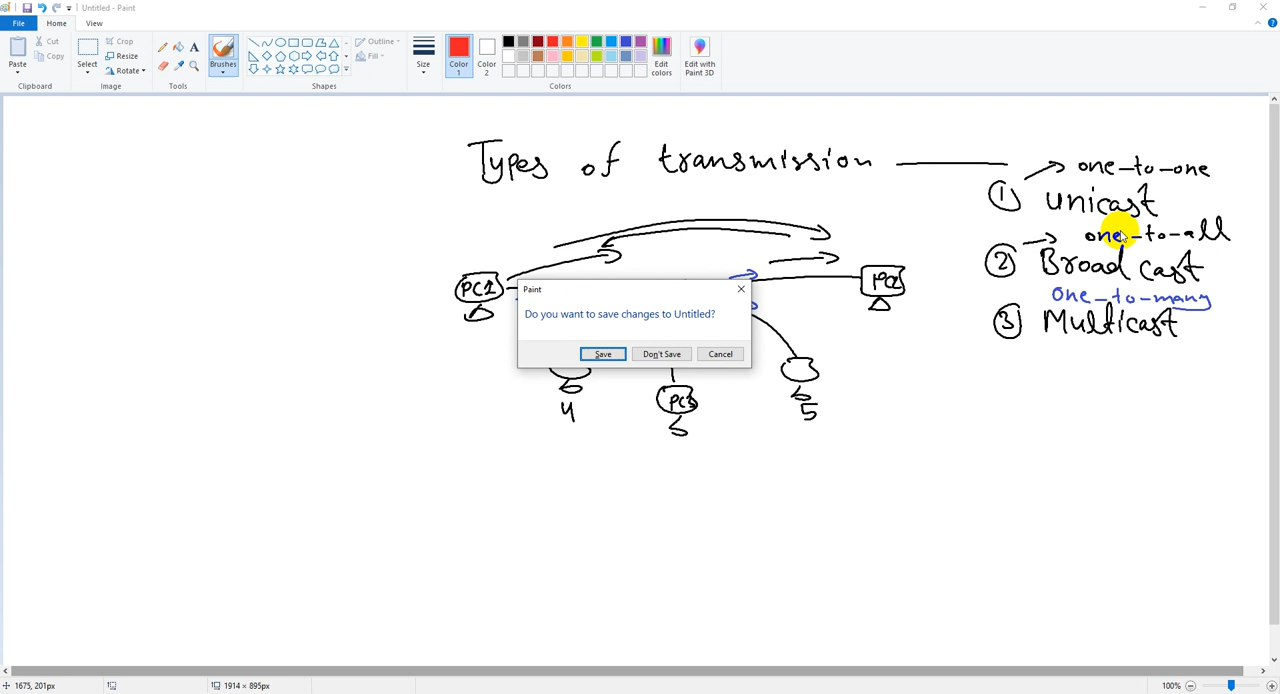 Untitled - Paint
File Home View
Paste
Cut
Copy
Clipboard
Select
Crop
Resize
Rotate
Image
Tools
A
Brushes
Shapes
Outline
Fill
Size
Color 1
Color 2
Edit colors
Edit with Paint 3D
Colors
Types of transmission
one-to-one
① unicast
one-to-all
② Broad cast
One-to-many
③ Multicast
PC1
PC2
PC3
4
5
Paint
Do you want to save changes to Untitled?
Save Don't Save Cancel
1675, 201px
1914 × 895px
100%